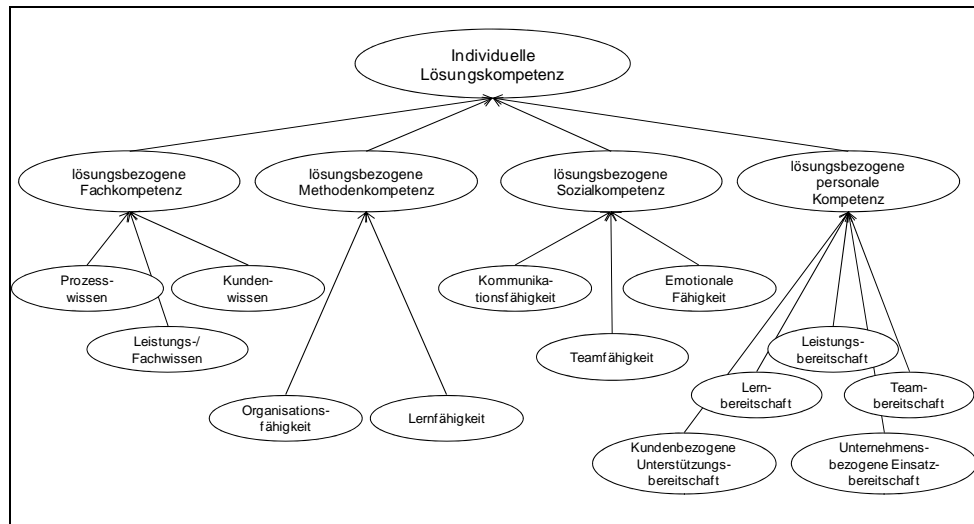 Individuelle
Lösungskompetenz
lösungsbezogene
Fachkompetenz
lösungsbezogene
Methodenkompetenz
lösungsbezogene
Sozialkompetenz
lösungsbezogene
personale
Kompetenz
Prozess-
wissen
Kunden-
wissen
Leistungs-/
Fachwissen
Kommunika-
tionsfähigkeit
Emotionale
Fähigkeit
Teamfähigkeit
Leistungs-
bereitschaft
Lern-
bereitschaft
Team-
bereitschaft
Organisations-
fähigkeit
Lernfähigkeit
Kundenbezogene
Unterstützungs-
bereitschaft
Unternehmens-
bezogene Einsatz-
bereitschaft